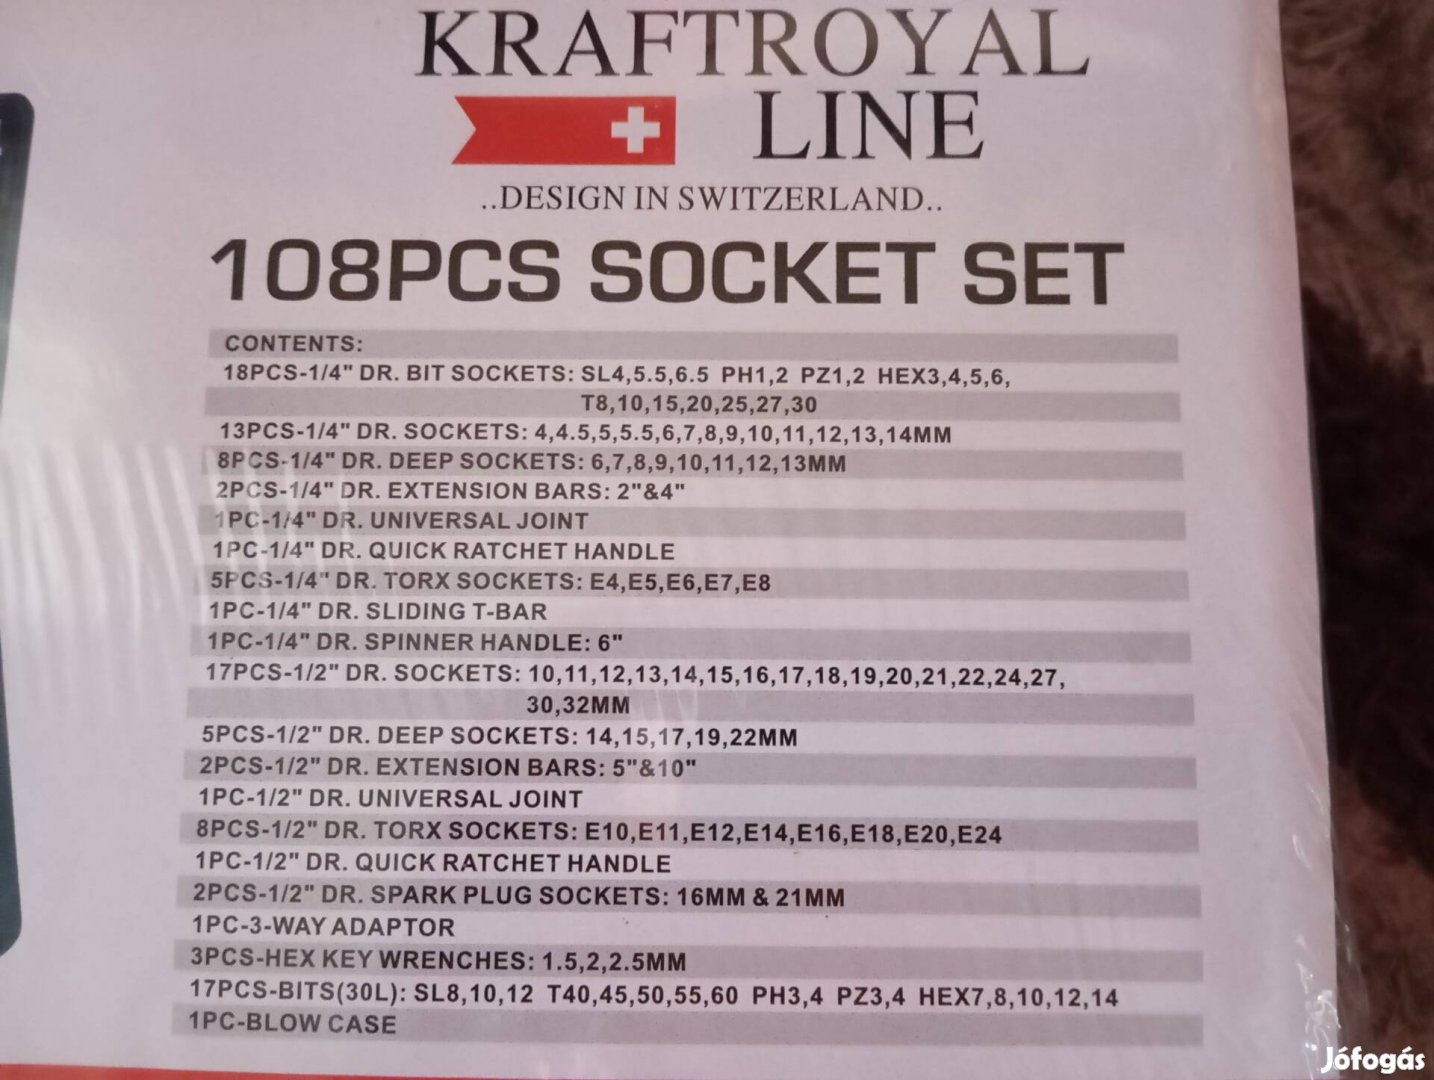 KRAFTROYAL
LINE
..DESIGN IN SWITZERLAND..
108PCS SOCKET SET
CONTENTS:
18PCS-1/4" DR. BIT SOCKETS: SL4,5.5,6.5 PH1,2 PZ1,2 HEX3,4,5,6,
T8,10,15,20,25,27,30
13PCS-1/4" DR. SOCKETS: 4,4.5,5,5.5,6,7,8,9,10,11,12,13,14MM
8PCS-1/4" DR. DEEP SOCKETS: 6,7,8,9,10,11,12,13MM
2PCS-1/4" DR. EXTENSION BARS: 2"&4"
1PC-1/4" DR. UNIVERSAL JOINT
1PC-1/4" DR. QUICK RATCHET HANDLE
5PCS-1/4" DR. TORX SOCKETS: E4,E5,E6,E7,E8
1PC-1/4" DR. SLIDING T-BAR
1PC-1/4" DR. SPINNER HANDLE: 6"
17PCS-1/2" DR. SOCKETS: 10,11,12,13,14,15,16,17,18,19,20,21,22,24,27,
30,32MM
5PCS-1/2" DR. DEEP SOCKETS: 14,15,17,19,22MM
2PCS-1/2" DR. EXTENSION BARS: 5"&10"
1PC-1/2" DR. UNIVERSAL JOINT
8PCS-1/2" DR. TORX SOCKETS: E10,E11,E12,E14,E16,E18,E20,E24
1PC-1/2" DR. QUICK RATCHET HANDLE
2PCS-1/2" DR. SPARK PLUG SOCKETS: 16MM & 21MM
1PC-3-WAY ADAPTOR
3PCS-HEX KEY WRENCHES: 1.5,2,2.5MM
17PCS-BITS(30L): SL8,10,12 T40,45,50,55,60 PH3,4 PZ3,4 HEX7,8,10,12,14
1PC-BLOW CASE
Jófogás